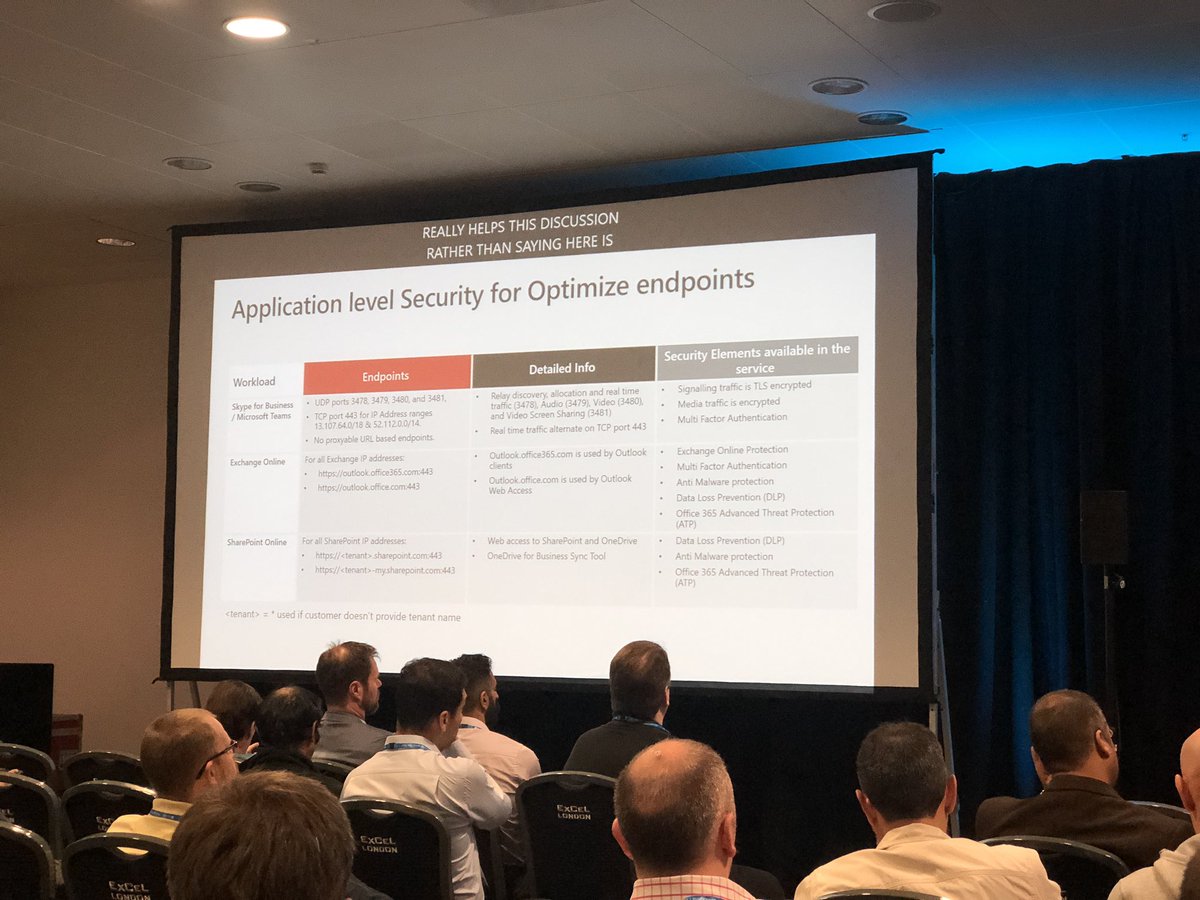 REALLY HELPS THIS DISCUSSION
RATHER THAN SAYING HERE IS
Application level Security for Optimize endpoints
Workload
Endpoints
Detailed Info
Security Elements available in the
service
Skype for Business
/ Microsoft Teams
• UDP ports 3478, 3479, 3480, and 3481,
• TCP port 443 for IP Address ranges
13.107.64.0/18 & 52.112.0.0/14.
• No proxyable URL based endpoints.
• Relay discovery, allocation and real time
traffic (3478), Audio (3479), Video (3480),
and Video Screen Sharing (3481)
• Real time traffic alternate on TCP port 443
• Signalling traffic is TLS encrypted
• Media traffic is encrypted
• Multi Factor Authentication
Exchange Online
For all Exchange IP addresses:
• https://outlook.office365.com:443
• https://outlook.office.com:443
• Outlook.office365.com is used by Outlook
clients
• Outlook.office.com is used by Outlook
Web Access
• Exchange Online Protection
• Multi Factor Authentication
• Anti Malware protection
• Data Loss Prevention (DLP)
• Office 365 Advanced Threat Protection
(ATP)
SharePoint Online
For all SharePoint IP addresses:
• https://<tenant>.sharepoint.com:443
• https://<tenant>-my.sharepoint.com:443
• Web access to SharePoint and OneDrive
• OneDrive for Business Sync Tool
• Data Loss Prevention (DLP)
• Anti Malware protection
• Office 365 Advanced Threat Protection
(ATP)
<tenant> = * used if customer doesn't provide tenant name
ExCeL
LONDON
ExCeL
LONDON
ExCeL
LONDON